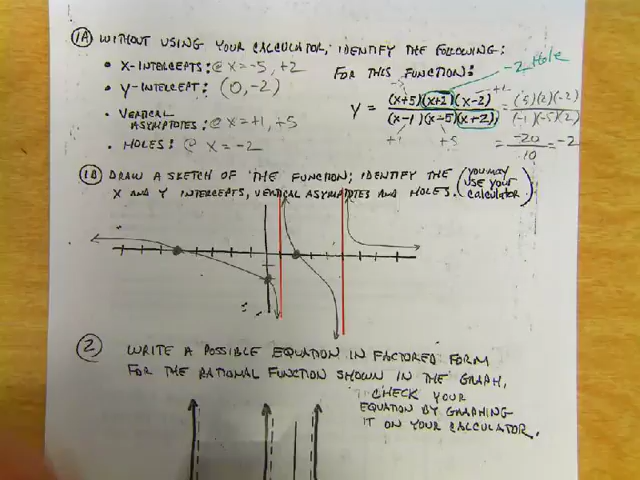 1A WITHOUT USING YOUR CALCULATOR, IDENTIFY THE FOLLOWING:
• X-INTERCEPTS: @ X=-5, +2
FOR THIS FUNCTION:
-2 Hole
• Y-INTERCEPT: (0, -2)
-5
+2
Y = (X+5)(X+2)(X-2) / (X-1)(X-5)(X+2) = (5)(2)(-2) / (-1)(-5)(2)
+1
+5
= -20 / 10 = -2
• VERTICAL
ASYMPTOTES: @ X=+1, +5
• HOLES: @ X = -2
1B DRAW A SKETCH OF THE FUNCTION; IDENTIFY THE (YOU MAY USE YOUR CALCULATOR)
X AND Y INTERCEPTS, VERTICAL ASYMPTOTES AND HOLES.
2 WRITE A POSSIBLE EQUATION IN FACTORED FORM
FOR THE RATIONAL FUNCTION SHOWN IN THE GRAPH,
CHECK YOUR
EQUATION BY GRAPHING
IT ON YOUR CALCULATOR.